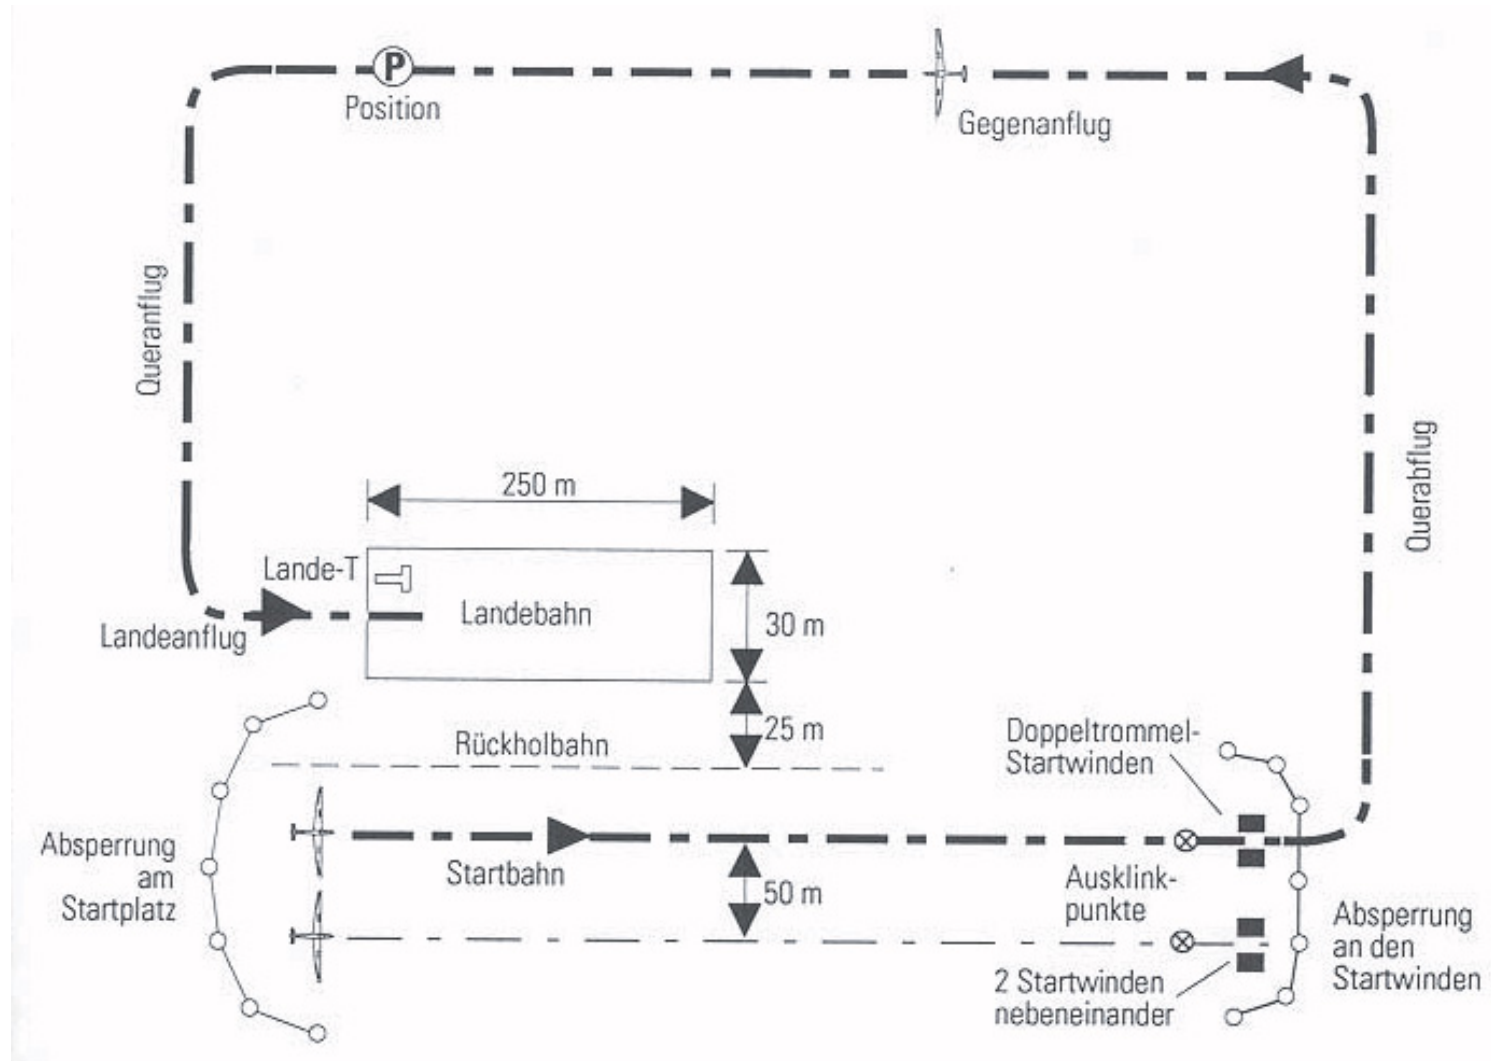 P
Position
Gegenanflug
Queranflug
Querabflug
250 m
Lande-T
Landebahn
30 m
Landeanflug
25 m
Rückholbahn
Doppeltrommel-
Startwinden
Absperrung
am
Startplatz
Startbahn
50 m
Ausklink-
punkte
Absperrung
an den
Startwinden
2 Startwinden
nebeneinander